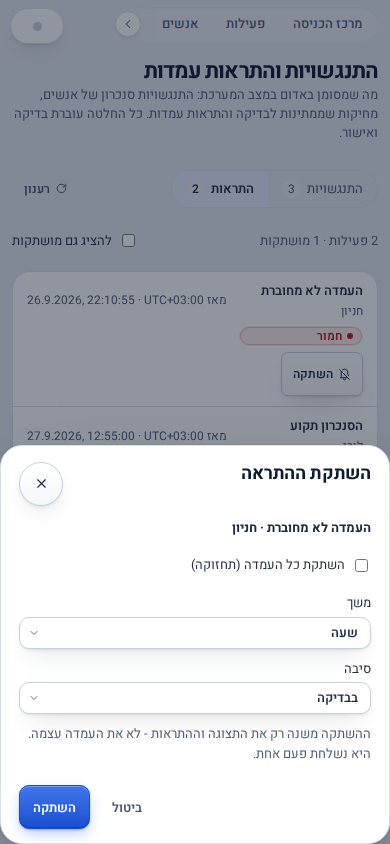 מרכז הכניסה
פעילות
אנשים
התנגשויות והתראות עמדות
מה שמסומן באדום במצב המערכת: התנגשויות סנכרון של אנשים,
מחיקות שממתינות לבדיקה והתראות עמדות. כל החלטה עוברת בדיקה
ואישור.
התנגשויות 3
התראות 2
רענון
2 פעילות · 1 מושתקות
להציג גם מושתקות
העמדה לא מחוברת
מאז 26.9.2026, 22:10:55 · UTC+03:00
חניון
חמור
השתקה
הסנכרון תקוע
מאז 27.9.2026, 12:55:00 · UTC+03:00
השתקת ההתראה
העמדה לא מחוברת · חניון
השתקת כל העמדה (תחזוקה)
משך
שעה
סיבה
בבדיקה
ההשתקה משנה רק את התצוגה וההתראות - לא את העמדה עצמה.
היא נשלחת פעם אחת.
ביטול
השתקה